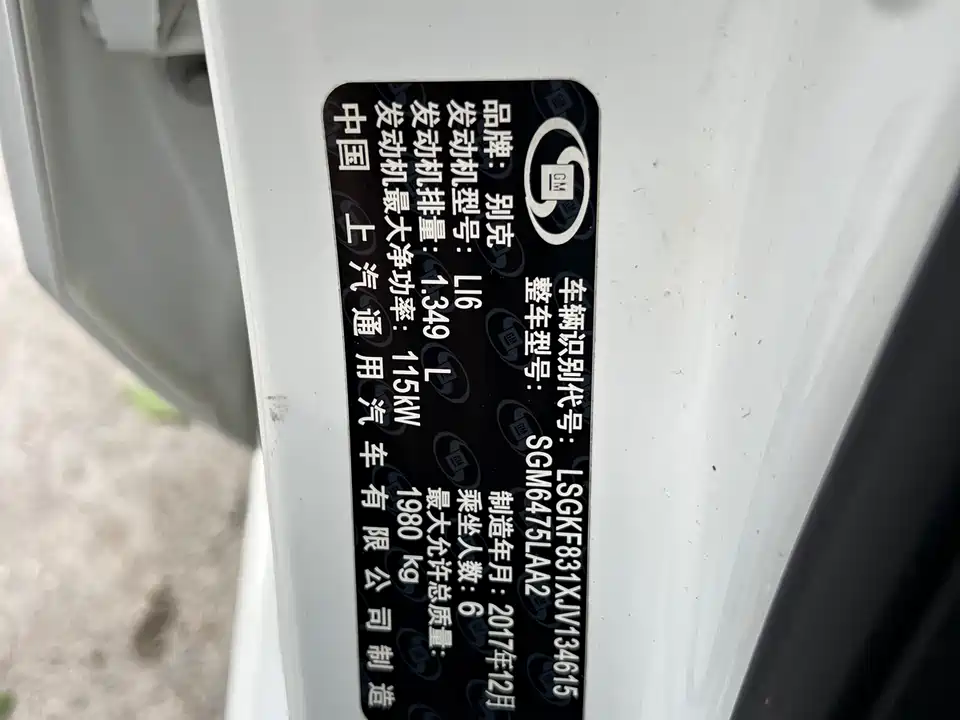 GM
车辆识别代号: LSGKF831XJV134615
整车型号: SGM6475LAA2
品牌: 别克
制造年月: 2017年12月
发动机型号: LI6
乘坐人数: 6
发动机排量: 1.349 L
最大允许总质量:
发动机最大净功率: 115kW
1980 kg
中国 上汽通用汽车有限公司制造